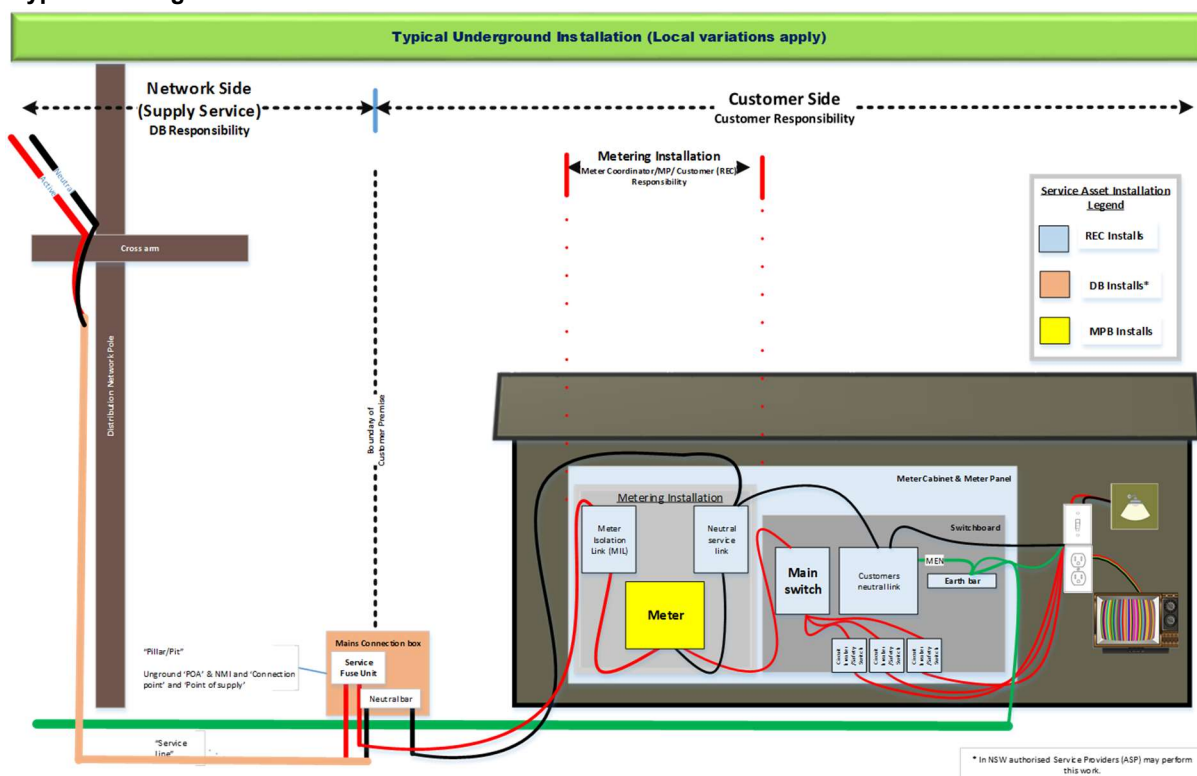 Typical Underground Installation (Local variations apply)
Network Side
(Supply Service)
DB Responsibility
Customer Side
Customer Responsibility
Metering Installation
Meter Coordinator/MP/ Customer (REC)
Responsibility
Active
Neutral
Cross arm
Distribution Network Pole
Boundary of
Customer Premise
Service Asset Installation
Legend
REC Installs
DB Installs*
MPB Installs
Meter Cabinet & Meter Panel
Metering Installation
Meter
Isolation
Link (MIL)
Neutral
service
link
Meter
Switchboard
Main
switch
Customers
neutral link
MEN
Earth bar
Mains Connection box
Service
Fuse Unit
Neutral bar
"Pillar/Pit"
Unground 'POA' & NMI and 'Connection
point' and 'Point of supply'
"Service
line"
* In NSW authorised Service Providers (ASP) may perform
this work.